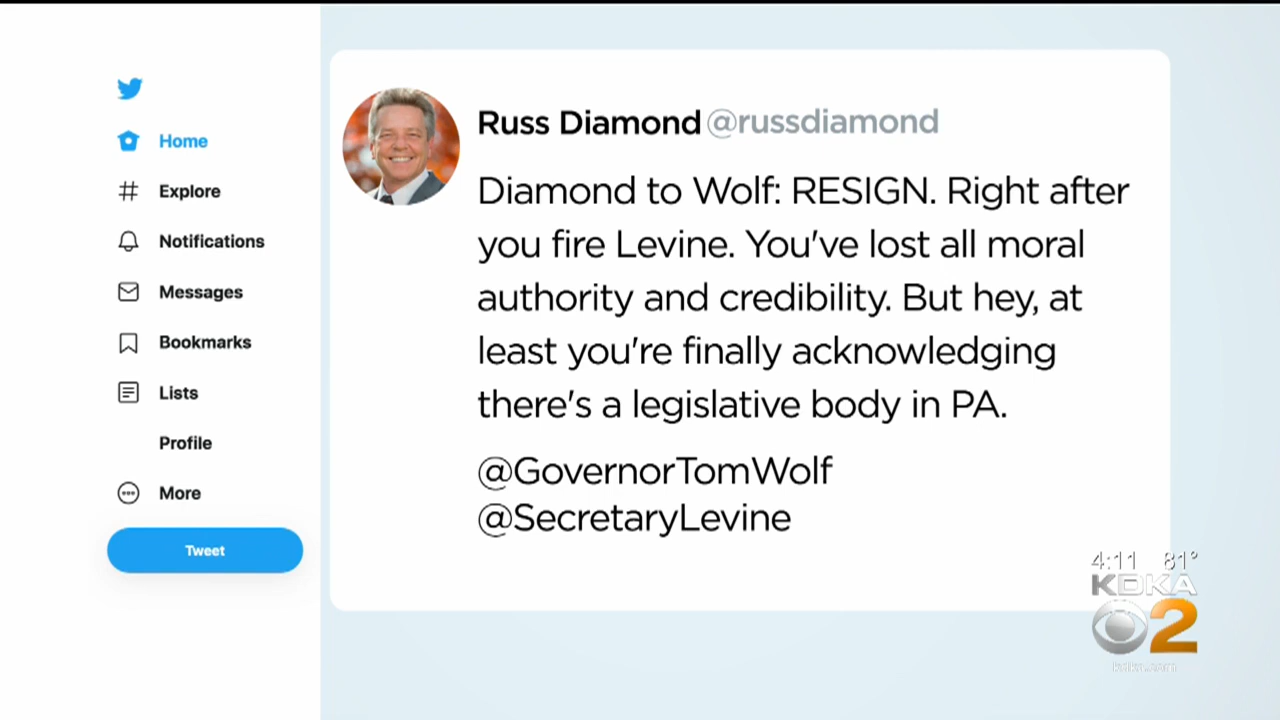 Home
Explore
Notifications
Messages
Bookmarks
Lists
Profile
More
Tweet
Russ Diamond @russdiamond
Diamond to Wolf: RESIGN. Right after
you fire Levine. You've lost all moral
authority and credibility. But hey, at
least you're finally acknowledging
there's a legislative body in PA.
@GovernorTomWolf
@SecretaryLevine
4:11 81°
KDKA
2
kdka.com